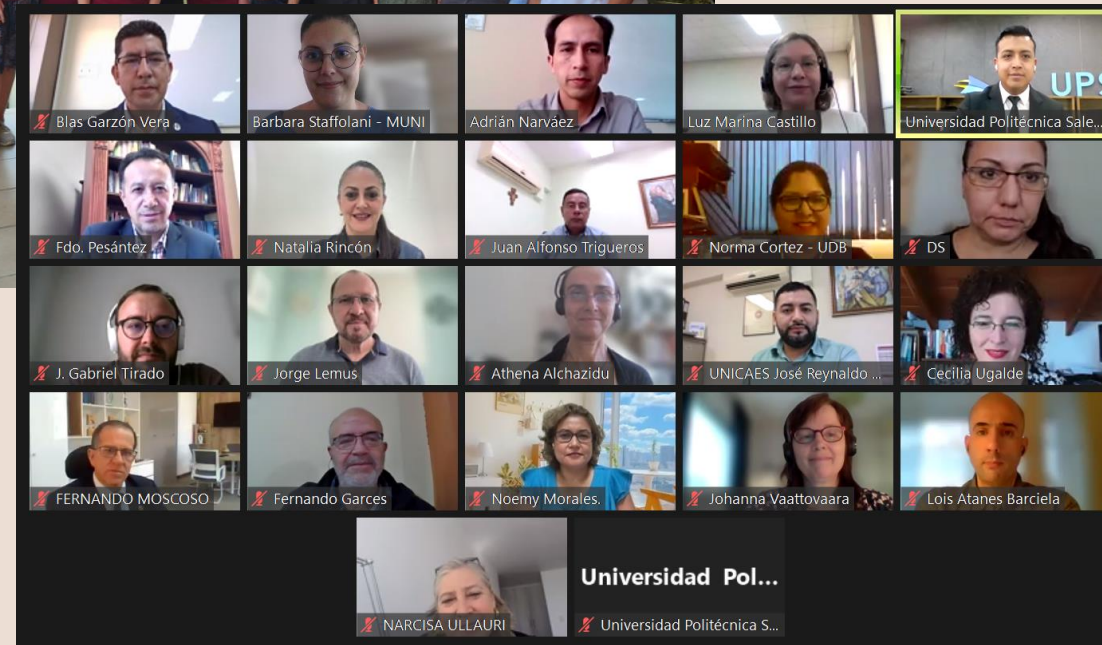 Blas Garzón Vera
Barbara Staffolani - MUNI
Adrián Narváez
Luz Marina Castillo
UPS
Universidad Politécnica Sale...
Fdo. Pesántez
Natalia Rincón
Juan Alfonso Trigueros
Norma Cortez - UDB
DS
J. Gabriel Tirado
Jorge Lemus
Athena Alchazidu
UNICAES José Reynaldo ...
Cecilia Ugalde
FERNANDO MOSCOSO
Fernando Garces
Noemy Morales.
Johanna Vaattovaara
Lois Atanes Barciela
NARCISA ULLAURI
Universidad Pol...
Universidad Politécnica S...